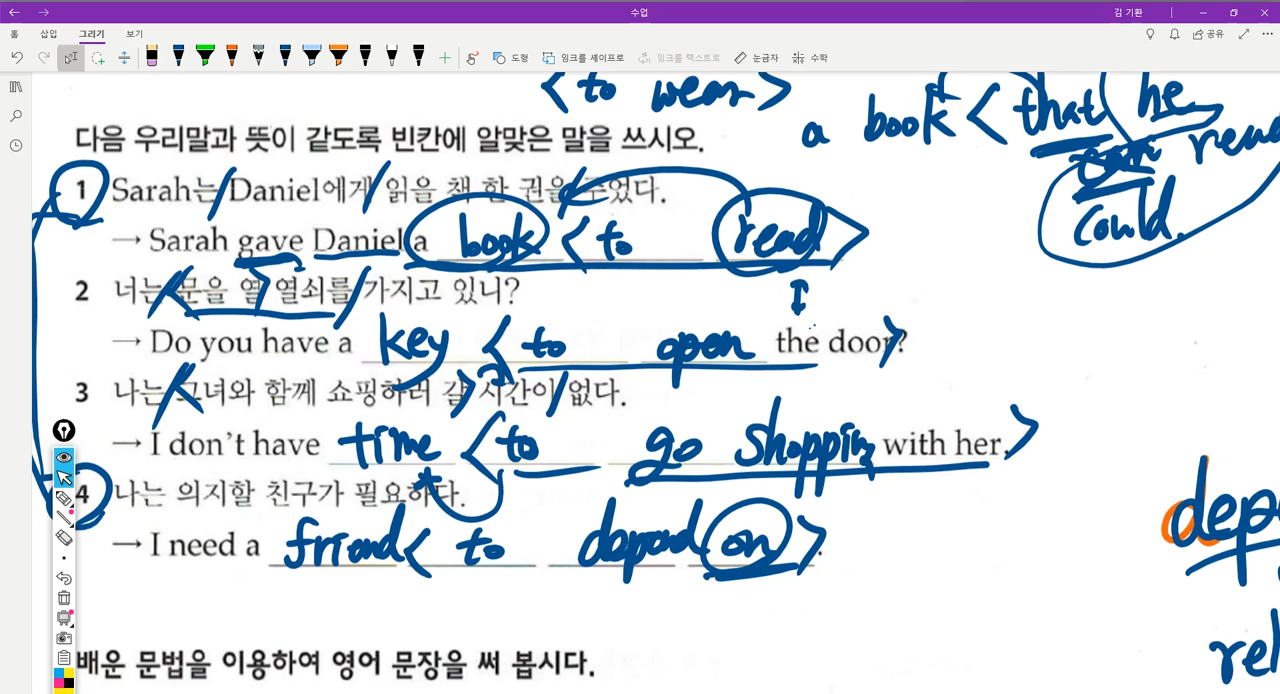 수업
김 기환
홈 삽입 그리기 보기
공유
도형 잉크를 셰이프로 잉크를 텍스트로 눈금자 수학
<to wear>
a book < that he
read
could.
다음 우리말과 뜻이 같도록 빈칸에 알맞은 말을 쓰시오.
1 Sarah는 / Daniel에게 / 읽을 책 한 권을 / 주었다.
→ Sarah gave Daniel a book < to read >
2 너는 / < 문을 열 > 열쇠를 / 가지고 있니?
→ Do you have a key < to open the door > ?
3 나는 / < 그녀와 함께 쇼핑하러 갈 > 시간이 / 없다.
→ I don't have time < to go shopping with her. >
4 나는 의지할 친구가 필요하다.
→ I need a friend < to depend on > .
dep
rel
배운 문법을 이용하여 영어 문장을 써 봅시다.